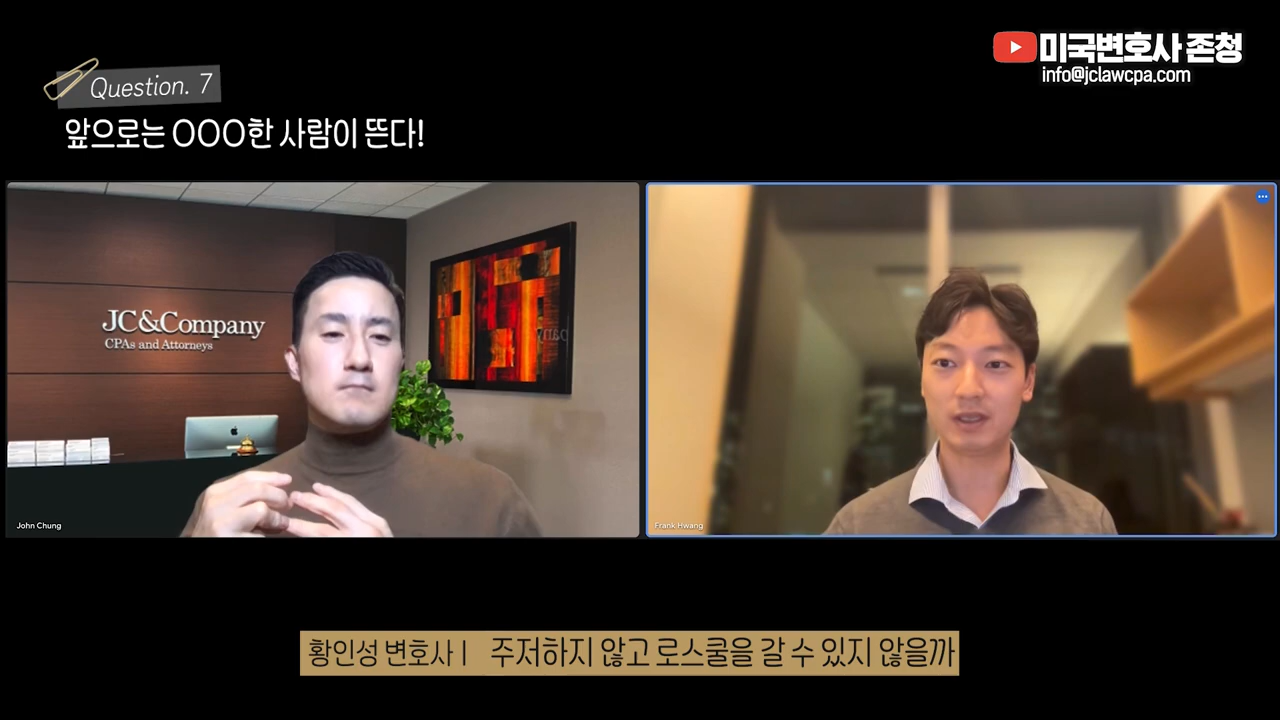 미국변호사 존청
info@jclawcpa.com
Question. 7
앞으로는 OOO한 사람이 뜬다!
JC&Company
CPAs and Attorneys
John Chung
Frank Hwang
황인성 변호사 | 주저하지 않고 로스쿨을 갈 수 있지 않을까